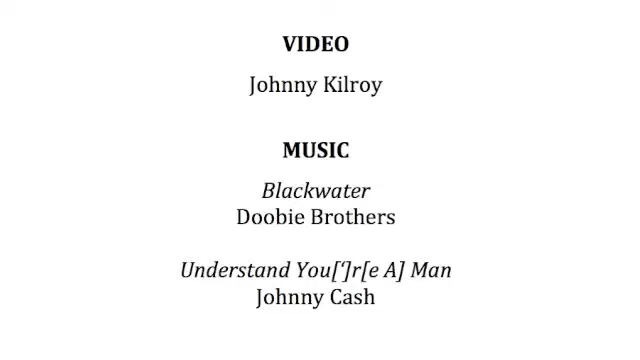 VIDEO
Johnny Kilroy
MUSIC
Blackwater
Doobie Brothers
Understand You[‘]r[e A] Man
Johnny Cash